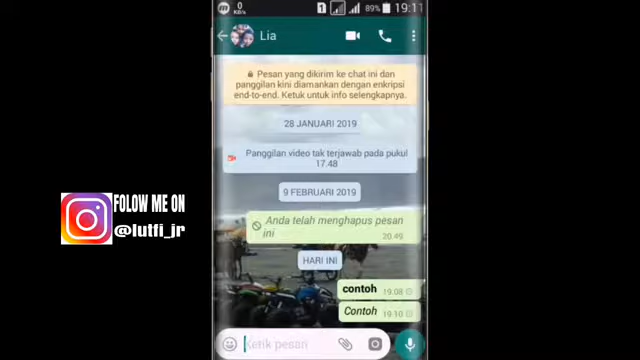 0
KB/s
1
89%
19:11
Lia
Pesan yang dikirim ke chat ini dan
panggilan kini diamankan dengan enkripsi
end-to-end. Ketuk untuk info selengkapnya.
28 JANUARI 2019
Panggilan video tak terjawab pada pukul
17.48
9 FEBRUARI 2019
Anda telah menghapus pesan
ini
20.49
HARI INI
contoh 19.08
Contoh 19.10
Ketik pesan
FOLOW ME ON
@lutfi_jr